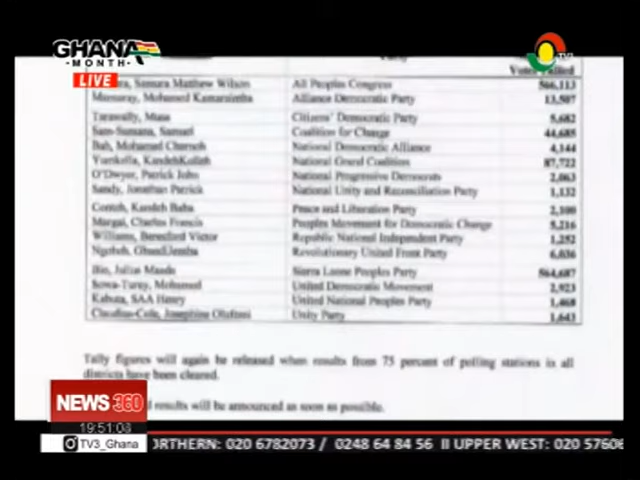 GHANA
MONTH
LIVE
TV3
Votes Polled
Samura Matthew Wilson All Peoples Congress 566,113
Mansaray, Mohamed Kamaraimba Alliance Democratic Party 13,507
Tarawally, Musa Citizens' Democratic Party 5,682
Sam-Sumana, Samuel Coalition for Change 44,685
Bah, Mohamed Chernoh National Democratic Alliance 4,144
Yumkella, Kandeh Kolleh National Grand Coalition 87,722
O'Dwyer, Patrick John National Progressive Democrats 2,063
Sandy, Jonathan Patrick National Unity and Reconciliation Party 1,132
Conteh, Kandeh Baba Peace and Liberation Party 2,100
Margai, Charles Francis Peoples Movement for Democratic Change 5,216
Williams, Beresford Victor Republic National Independent Party 1,252
Revolutionary United Front Party 6,036
Bio, Julius Maada Sierra Leone Peoples Party 564,687
Sowa-Turay, Mohamed United Democratic Movement 2,923
Kabuta, SAA Henry United National Peoples Party 1,468
Claudius-Cole, Josephine Olufemi Unity Party 1,643
Tally figures will again be released when results from 75 percent of polling stations in all
districts have been cleared.
results will be announced as soon as possible.
NEWS 360
19:51:03
TV3_Ghana
ORTHERN: 020 6782073 / 0248 64 84 56 II UPPER WEST: 020 57606